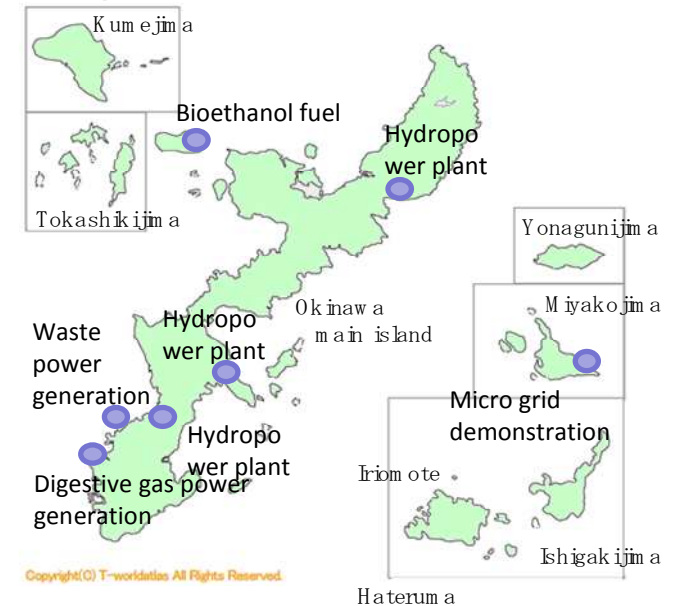 Kumejima
Bioethanol fuel
Hydropo
wer plant
Tokashikijima
Yonagunijima
Miyakojima
Okinawa
main island
Waste
power
generation
Hydropo
wer plant
Micro grid
demonstration
Hydropo
wer plant
Digestive gas power
generation
Iriomote
Ishigakijima
Copyright(C) T-worldatlas All Rights Reserved.
Hateruma